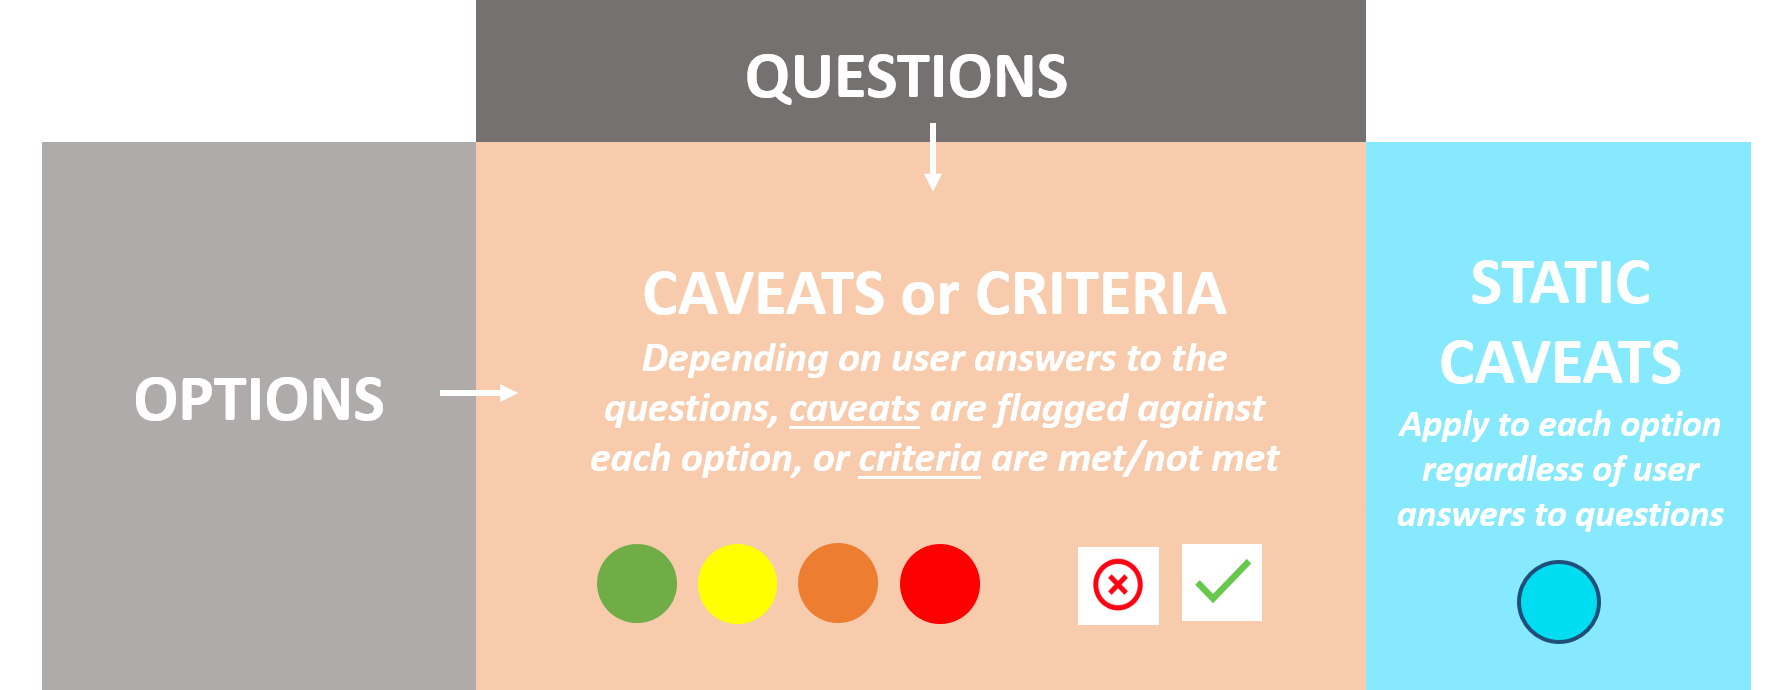 QUESTIONS
OPTIONS
CAVEATS or CRITERIA
Depending on user answers to the
questions, caveats are flagged against
each option, or criteria are met/not met
STATIC
CAVEATS
Apply to each option
regardless of user
answers to questions